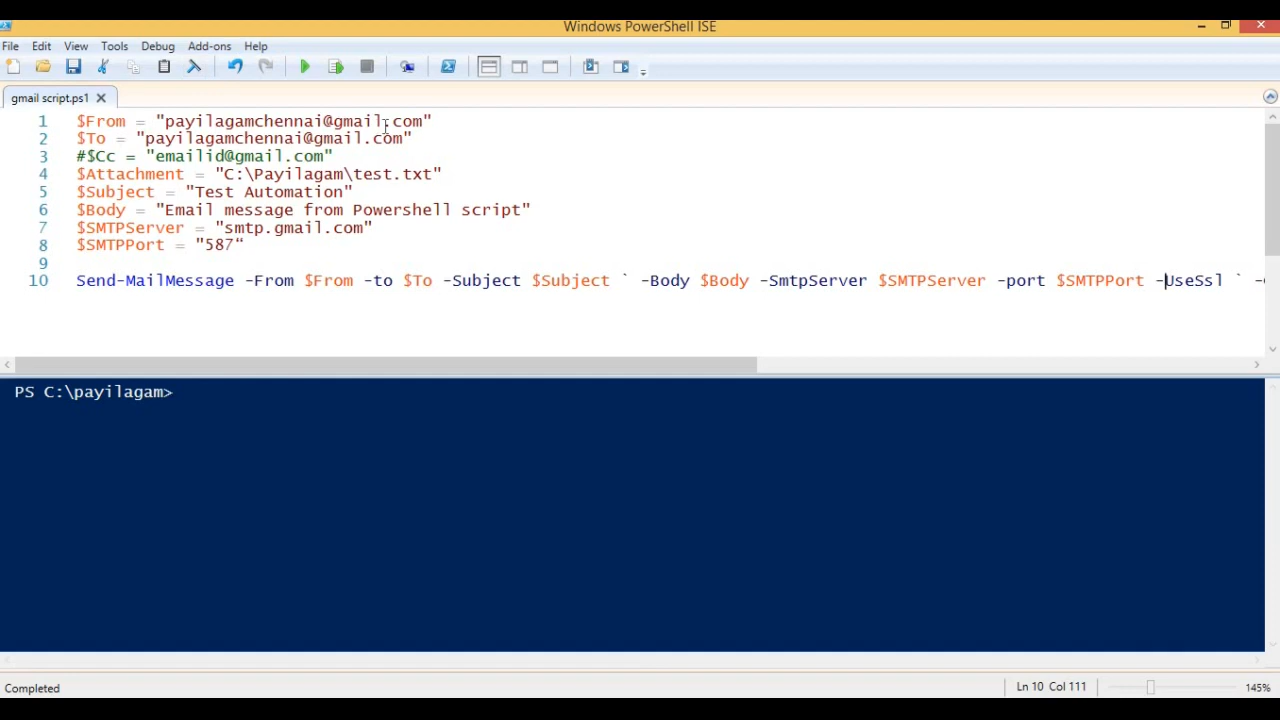 Windows PowerShell ISE
File Edit View Tools Debug Add-ons Help
gmail script.ps1
1 $From = "payilagamchennai@gmail.com"
2 $To = "payilagamchennai@gmail.com"
3 #$Cc = "emailid@gmail.com"
4 $Attachment = "C:\Payilagam\test.txt"
5 $Subject = "Test Automation"
6 $Body = "Email message from Powershell script"
7 $SMTPServer = "smtp.gmail.com"
8 $SMTPPort = "587“
9
10 Send-MailMessage -From $From -to $To -Subject $Subject ` -Body $Body -SmtpServer $SMTPServer -port $SMTPPort -UseSsl ` -
PS C:\payilagam>
Completed Ln 10 Col 111 145%